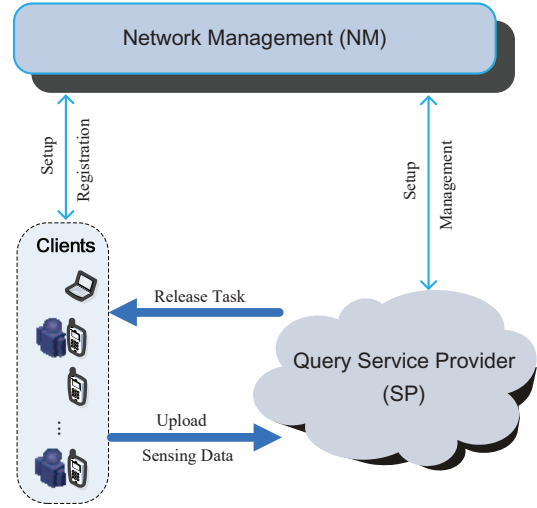 Network Management (NM)
Setup
Registration
Setup
Management
Clients
Release Task
Query Service Provider
(SP)
...
Upload
Sensing Data